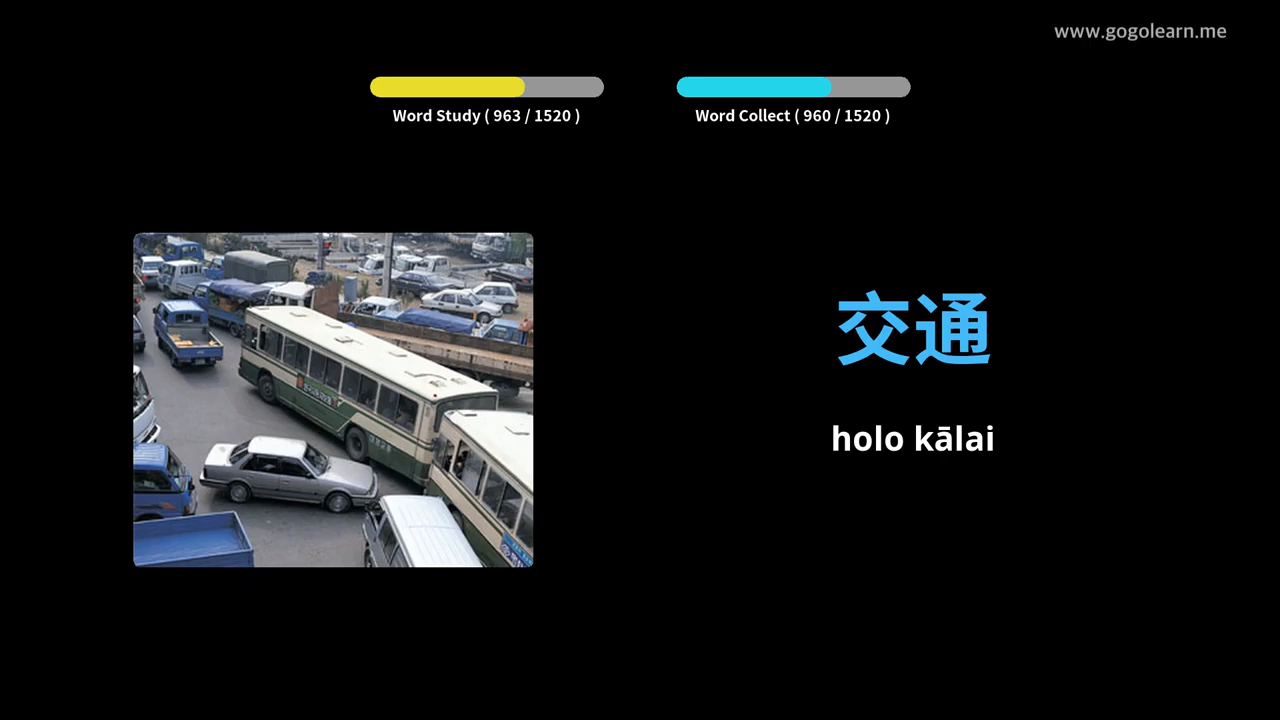 www.gogolearn.me
Word Study ( 963 / 1520 )
Word Collect ( 960 / 1520 )
交通
holo kālai